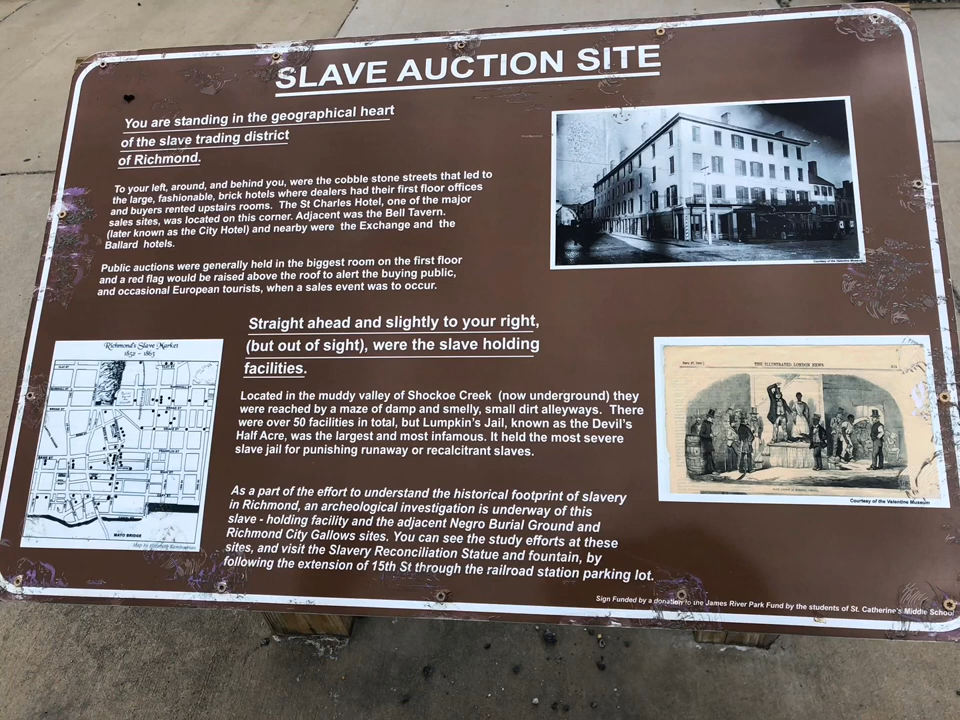 SLAVE AUCTION SITE
You are standing in the geographical heart
of the slave trading district
of Richmond.
To your left, around, and behind you, were the cobble stone streets that led to
the large, fashionable, brick hotels where dealers had their first floor offices
and buyers rented upstairs rooms. The St Charles Hotel, one of the major
sales sites, was located on this corner. Adjacent was the Bell Tavern.
(later known as the City Hotel) and nearby were the Exchange and the
Ballard hotels.
Public auctions were generally held in the biggest room on the first floor
and a red flag would be raised above the roof to alert the buying public,
and occasional European tourists, when a sales event was to occur.
Courtesy of the Valentine Museum
Straight ahead and slightly to your right,
(but out of sight), were the slave holding
facilities.
Located in the muddy valley of Shockoe Creek (now underground) they
were reached by a maze of damp and smelly, small dirt alleyways. There
were over 50 facilities in total, but Lumpkin's Jail, known as the Devil's
Half Acre, was the largest and most infamous. It held the most severe
slave jail for punishing runaway or recalcitrant slaves.
As a part of the effort to understand the historical footprint of slavery
in Richmond, an archeological investigation is underway of this
slave - holding facility and the adjacent Negro Burial Ground and
Richmond City Gallows sites. You can see the study efforts at these
sites, and visit the Slavery Reconciliation Statue and fountain, by
following the extension of 15th St through the railroad station parking lot.
Richmond's Slave Market
1852 - 1865
BROAD ST
FRANKLIN ST
MAYO BRIDGE
THE ILLUSTRATED LONDON NEWS
Courtesy of the Valentine Museum
Sign Funded by a donation to the James River Park Fund by the students of St. Catherine's Middle School